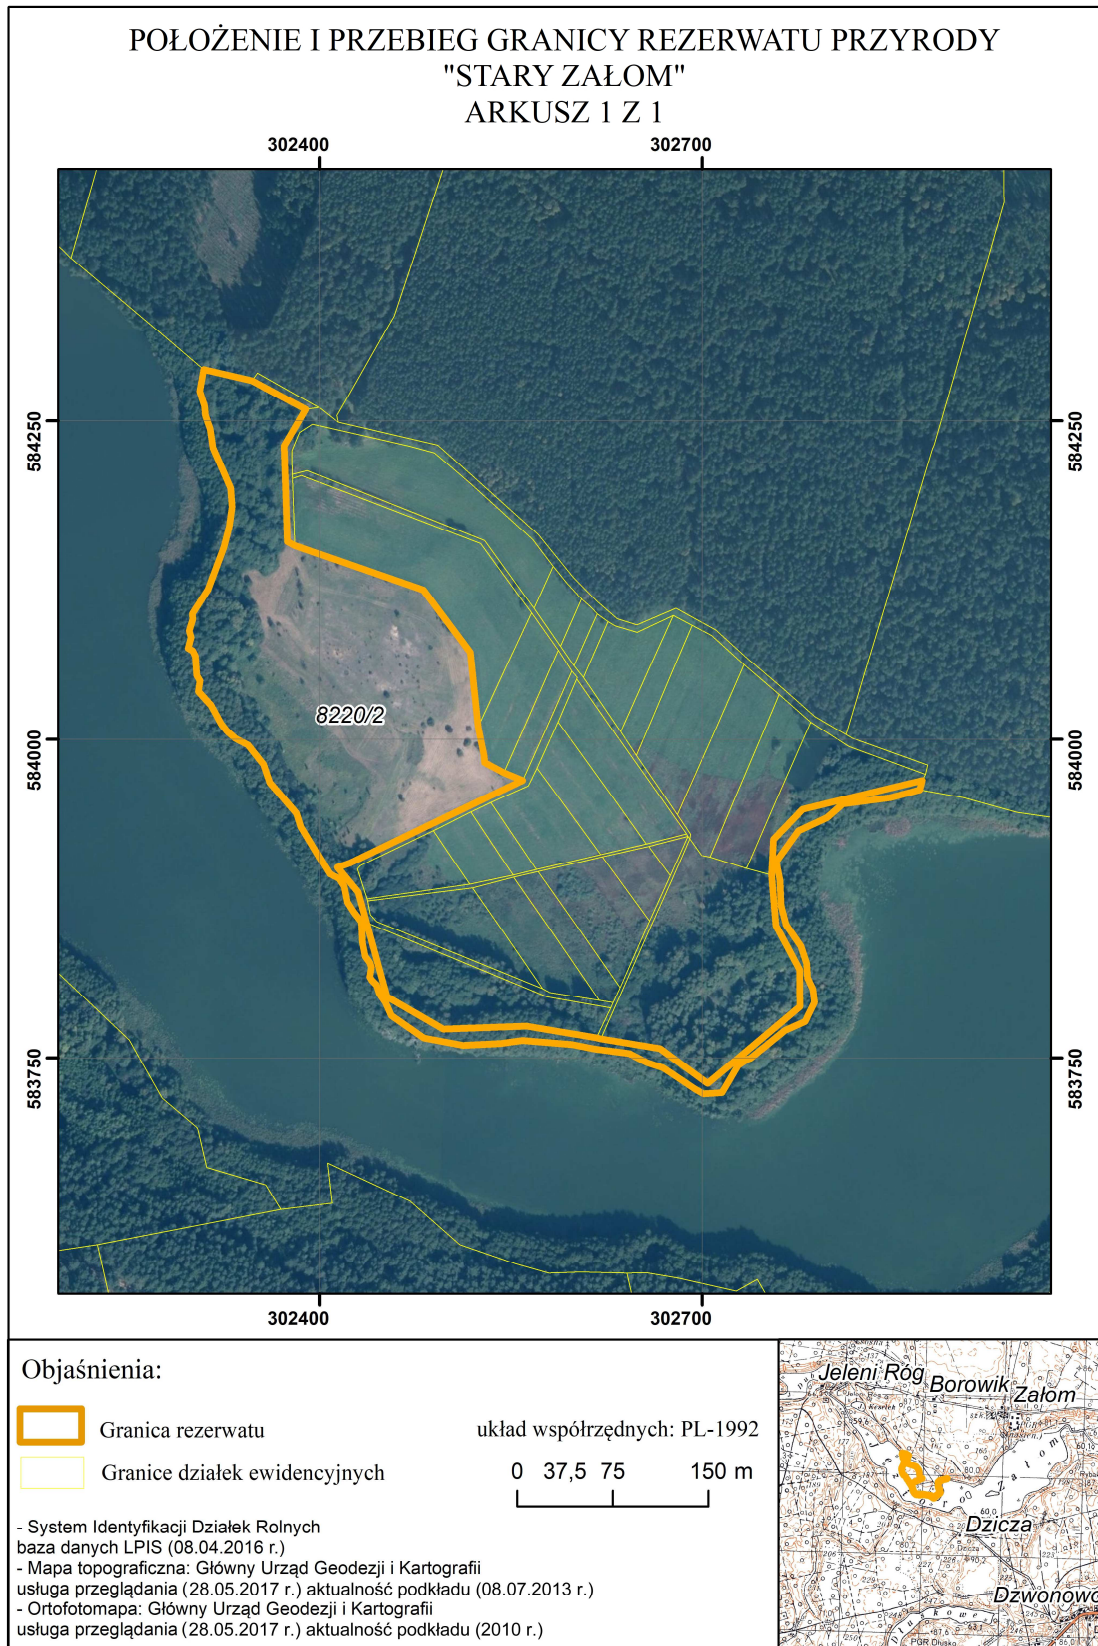 POŁOŻENIE I PRZEBIEG GRANICY REZERWATU PRZYRODY
"STARY ZAŁOM"
ARKUSZ 1 Z 1
302400 302700
584250 584250
8220/2
584000 584000
583750 583750
302400 302700
Objaśnienia:
Granica rezerwatu
Granice działek ewidencyjnych
układ współrzędnych: PL-1992
0 37,5 75 150 m
- System Identyfikacji Działek Rolnych
baza danych LPIS (08.04.2016 r.)
- Mapa topograficzna: Główny Urząd Geodezji i Kartografii
usługa przeglądania (28.05.2017 r.) aktualność podkładu (08.07.2013 r.)
- Ortofotomapa: Główny Urząd Geodezji i Kartografii
usługa przeglądania (28.05.2017 r.) aktualność podkładu (2010 r.)
Jeleni Róg
Borowik
Załom
Dzicza
Dzwonowo
PGR Dłusko